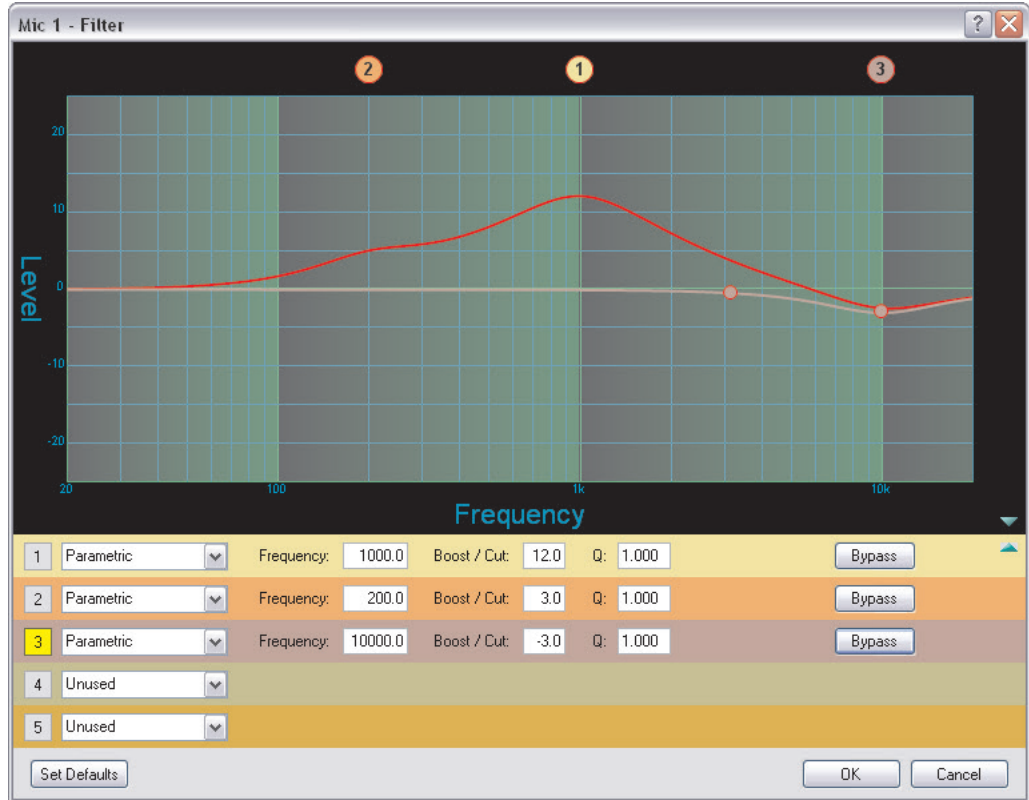 Mic 1 - Filter
?
2 1 3
20
10
0
-10
-20
Level
20 100 1k 10k
Frequency
1 Parametric Frequency: 1000.0 Boost / Cut: 12.0 Q: 1.000 Bypass
2 Parametric Frequency: 200.0 Boost / Cut: 3.0 Q: 1.000 Bypass
3 Parametric Frequency: 10000.0 Boost / Cut: -3.0 Q: 1.000 Bypass
4 Unused
5 Unused
Set Defaults OK Cancel